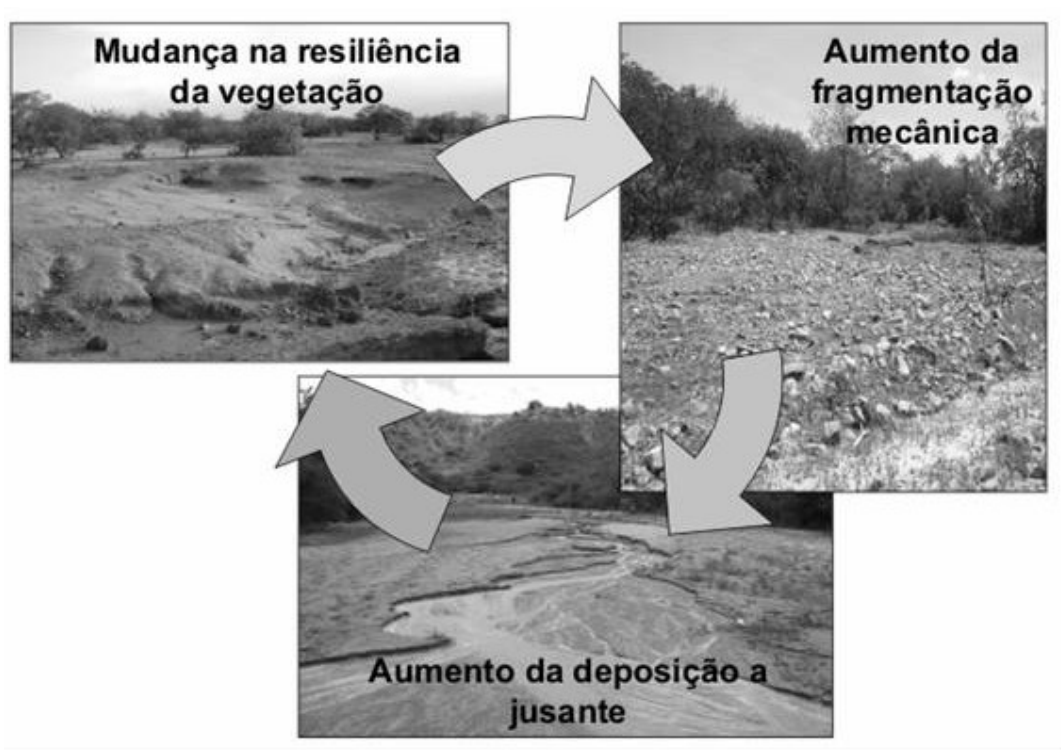 Mudança na resiliência
da vegetação
Aumento da
fragmentação
mecânica
Aumento da deposição a
jusante